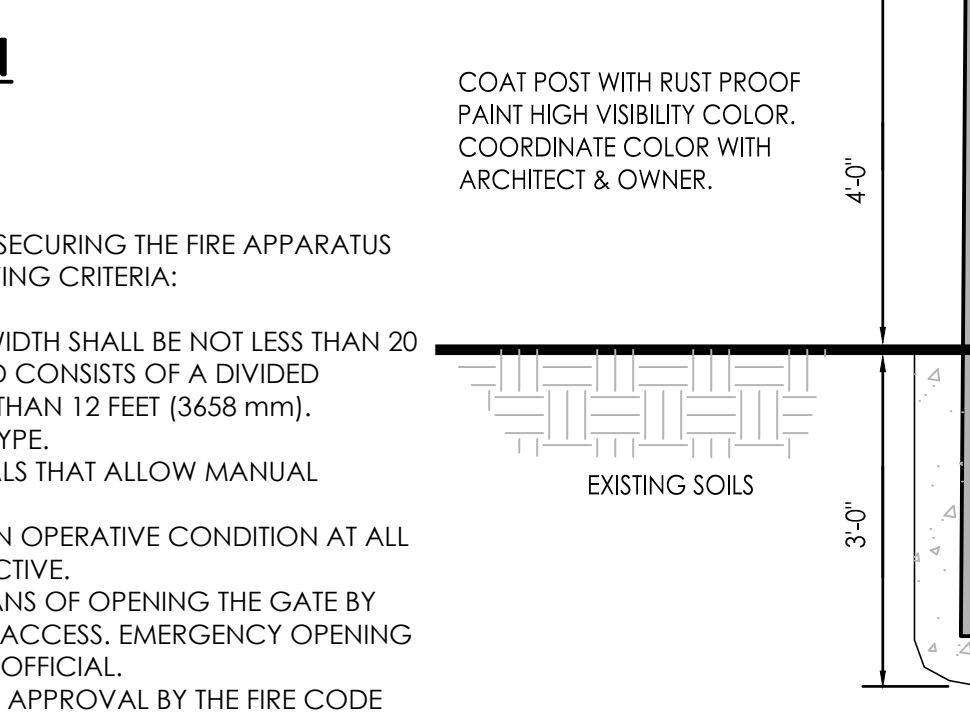 COAT POST WITH RUST PROOF
PAINT HIGH VISIBILITY COLOR.
COORDINATE COLOR WITH
ARCHITECT & OWNER.
4'-0"
SECURING THE FIRE APPARATUS
ING CRITERIA:
WIDTH SHALL BE NOT LESS THAN 20
CONSISTS OF A DIVIDED
THAN 12 FEET (3658 mm).
YPE.
ALS THAT ALLOW MANUAL
N OPERATIVE CONDITION AT ALL
CTIVE.
ANS OF OPENING THE GATE BY
ACCESS. EMERGENCY OPENING
OFFICIAL.
APPROVAL BY THE FIRE CODE
EXISTING SOILS
3'-0"